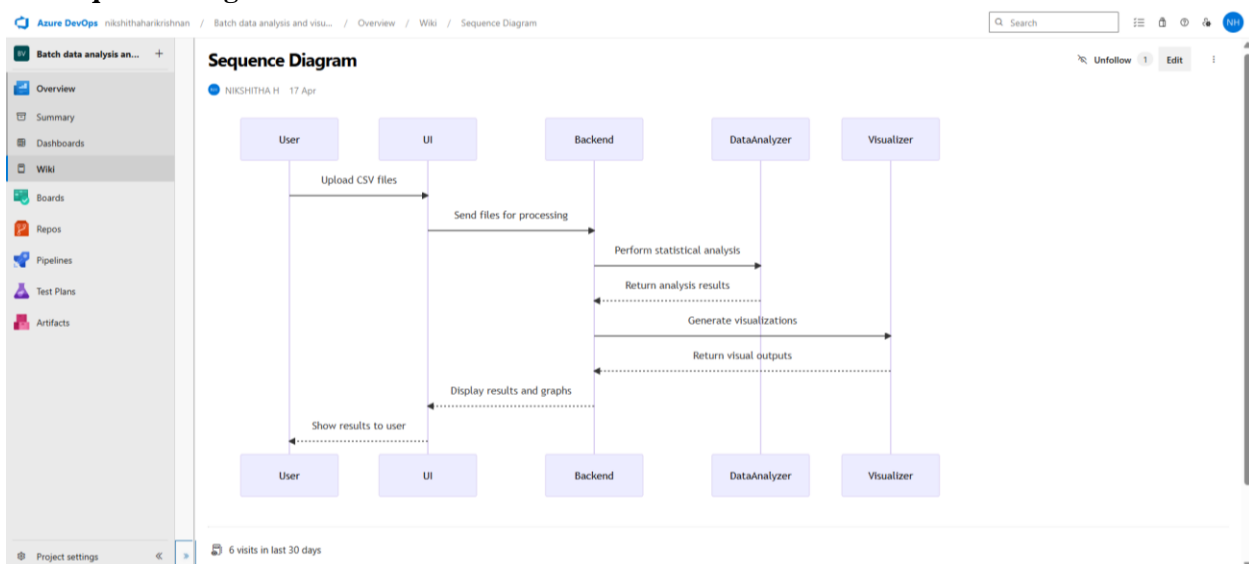 Azure DevOps nikshithaharikrishnan / Batch data analysis and visu... / Overview / Wiki / Sequence Diagram
Search
NH
BV Batch data analysis an... +
Overview
Summary
Dashboards
Wiki
Boards
Repos
Pipelines
Test Plans
Artifacts
Project settings
Sequence Diagram
Unfollow 1 Edit
NIKSHITHA H 17 Apr
User UI Backend DataAnalyzer Visualizer
Upload CSV files
Send files for processing
Perform statistical analysis
Return analysis results
Generate visualizations
Return visual outputs
Display results and graphs
Show results to user
User UI Backend DataAnalyzer Visualizer
6 visits in last 30 days